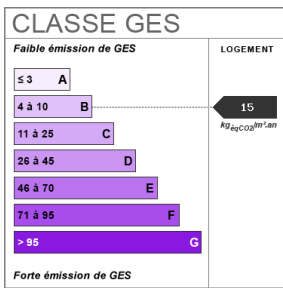 CLASSE GES
Faible émission de GES
LOGEMENT
≤ 3 A
4 à 10 B
15
kgéqCO2/m².an
11 à 25 C
26 à 45 D
46 à 70 E
71 à 95 F
> 95 G
Forte émission de GES